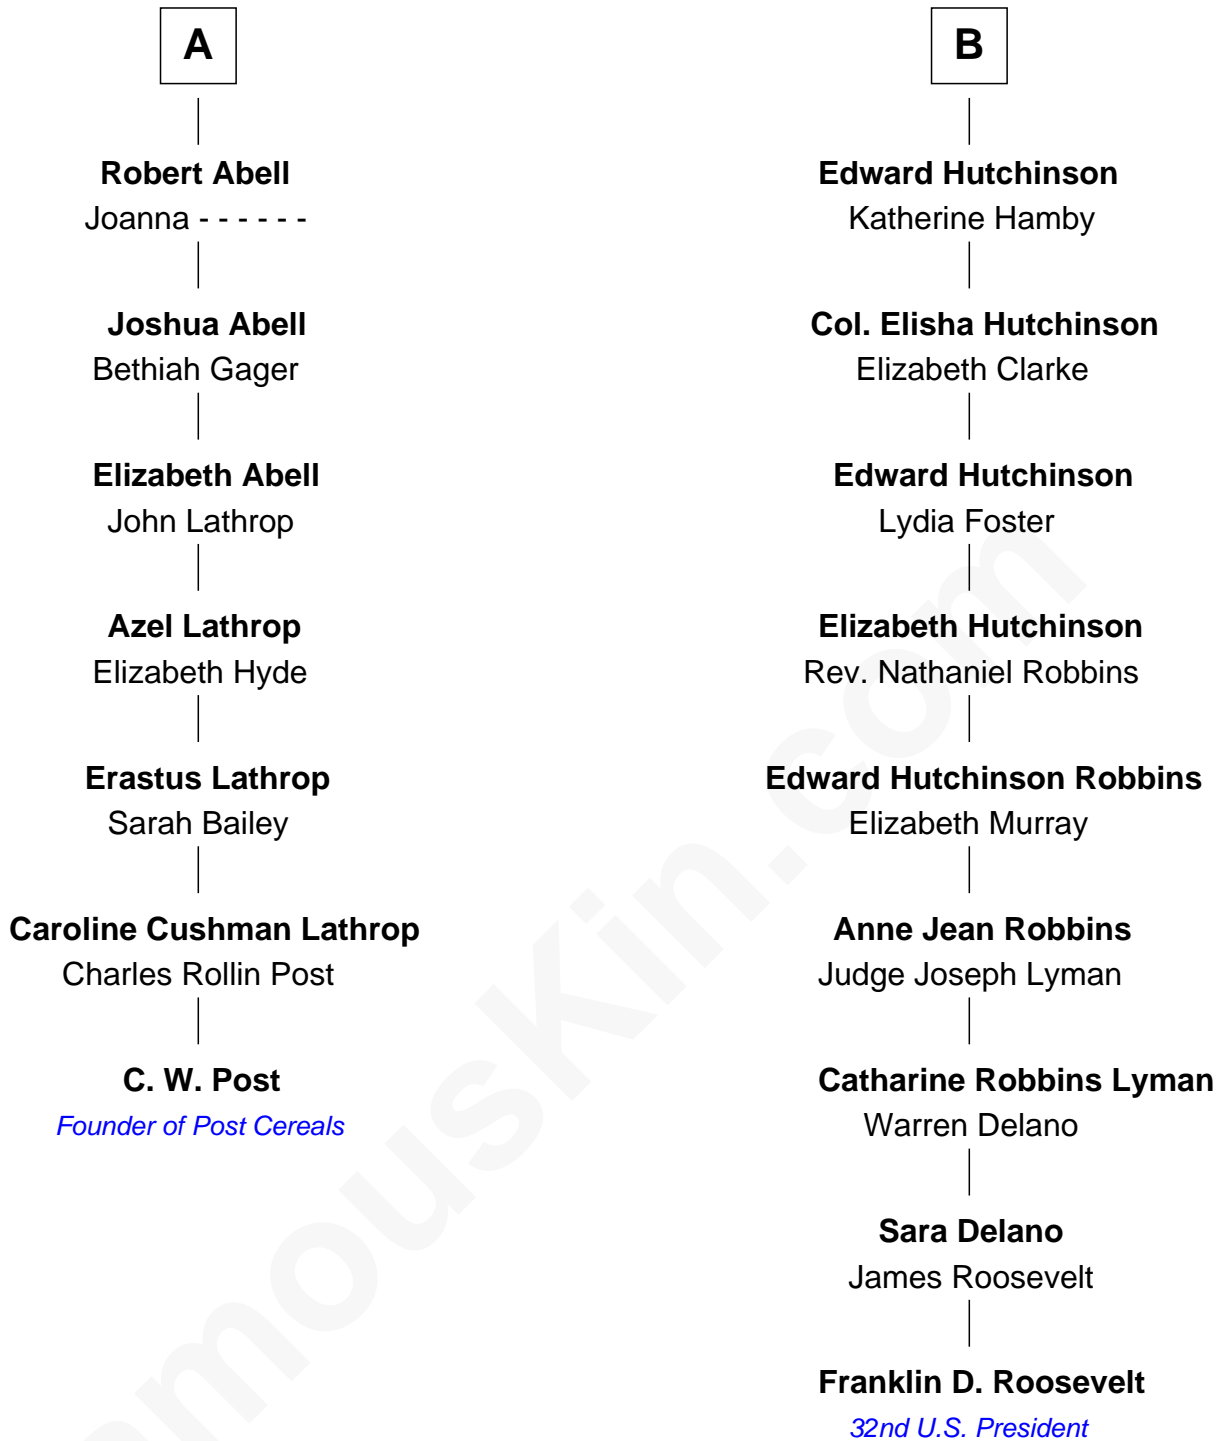 A
Robert Abell
Joanna - - - - - -
Joshua Abell
Bethiah Gager
Elizabeth Abell
John Lathrop
Azel Lathrop
Elizabeth Hyde
Erastus Lathrop
Sarah Bailey
Caroline Cushman Lathrop
Charles Rollin Post
C. W. Post
Founder of Post Cereals
B
Edward Hutchinson
Katherine Hamby
Col. Elisha Hutchinson
Elizabeth Clarke
Edward Hutchinson
Lydia Foster
Elizabeth Hutchinson
Rev. Nathaniel Robbins
Edward Hutchinson Robbins
Elizabeth Murray
Anne Jean Robbins
Judge Joseph Lyman
Catharine Robbins Lyman
Warren Delano
Sara Delano
James Roosevelt
Franklin D. Roosevelt
32nd U.S. President
amouskin.com